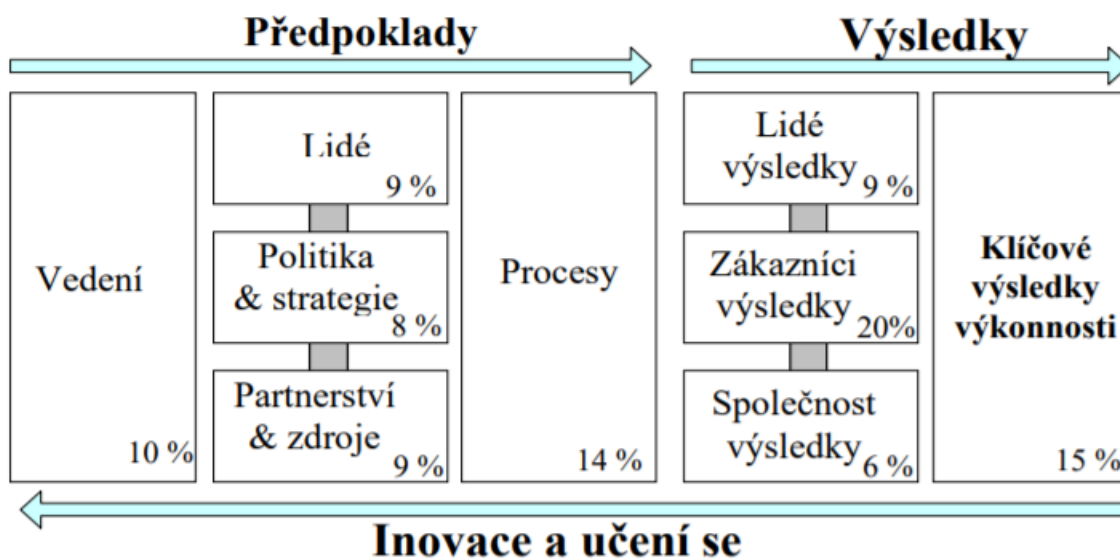 Předpoklady
Výsledky
Vedení
10 %
Lidé
9 %
Politika
& strategie
8 %
Partnerství
& zdroje
9 %
Procesy
14 %
Lidé
výsledky
9 %
Zákazníci
výsledky
20%
Společnost
výsledky
6 %
Klíčové
výsledky
výkonnosti
15 %
Inovace a učení se